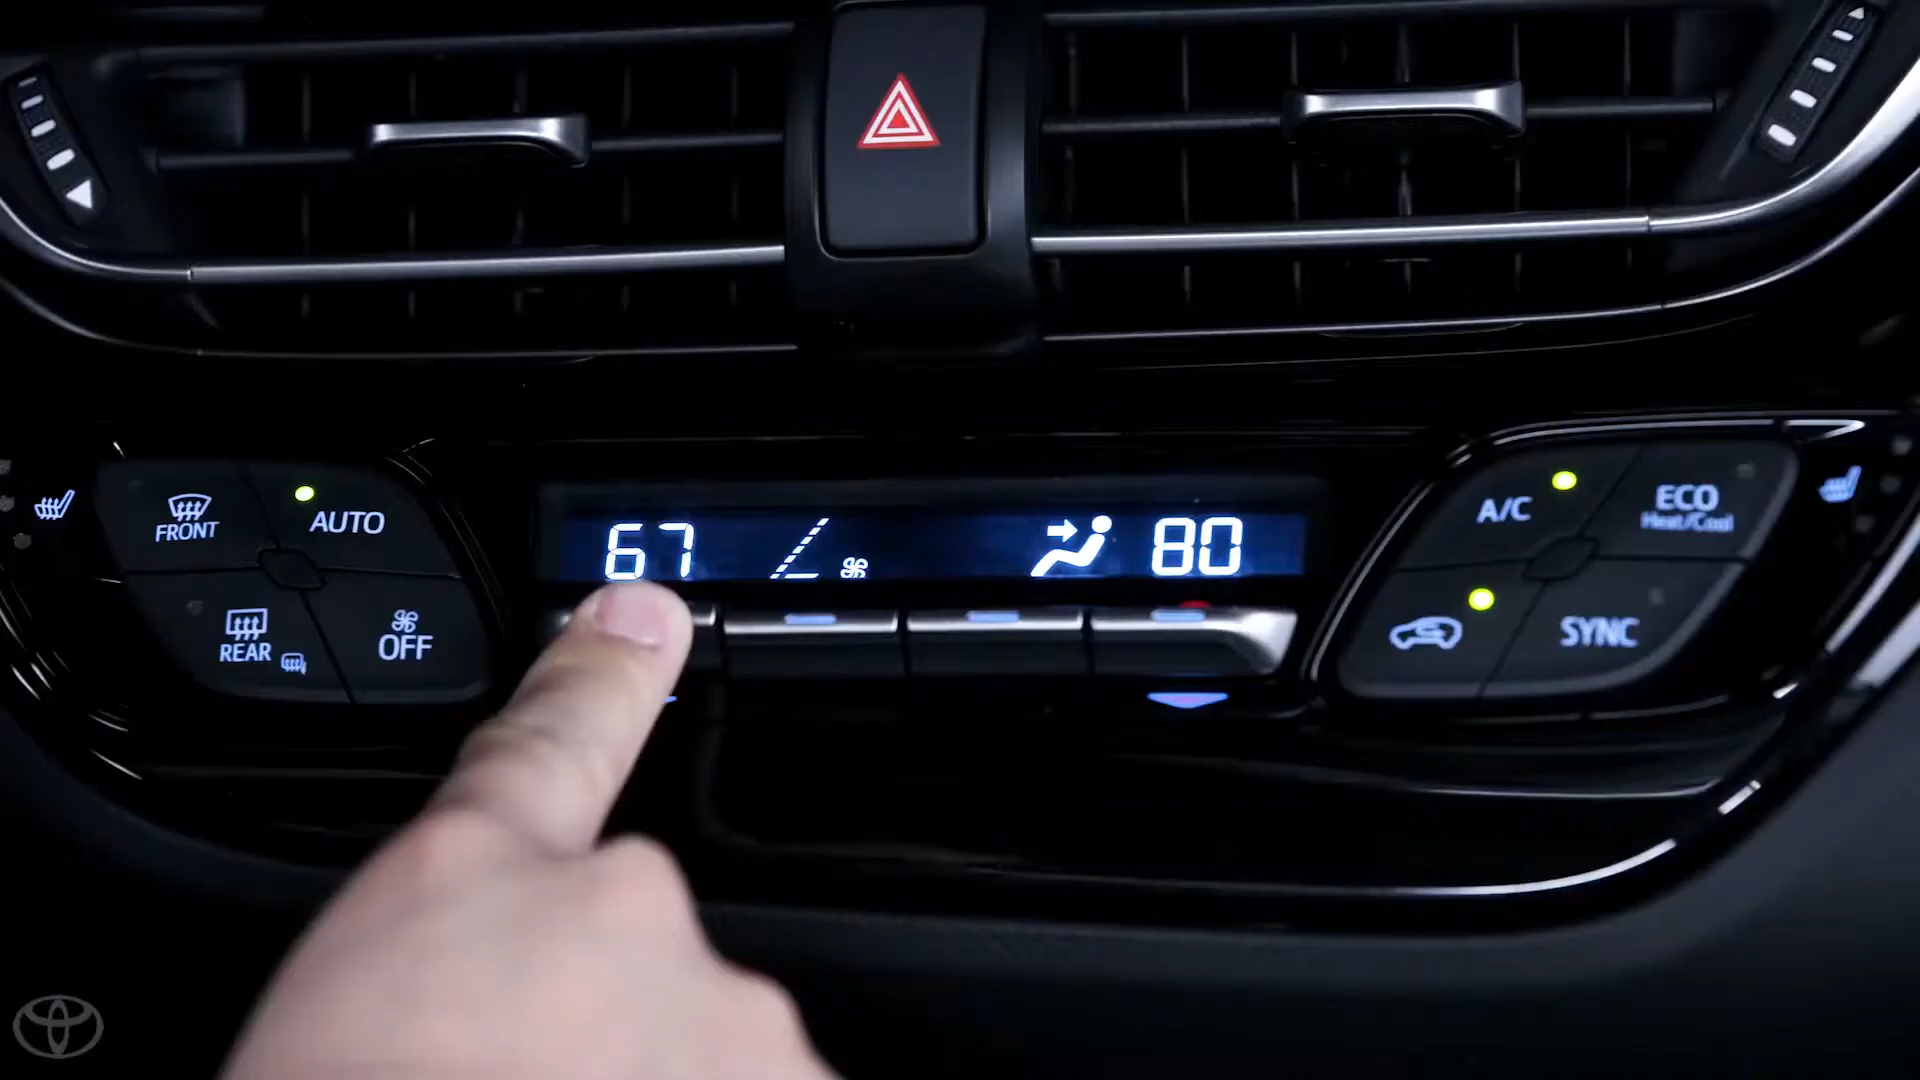 FRONT
AUTO
REAR
OFF
67
80
A/C
ECO
Heat/Cool
SYNC